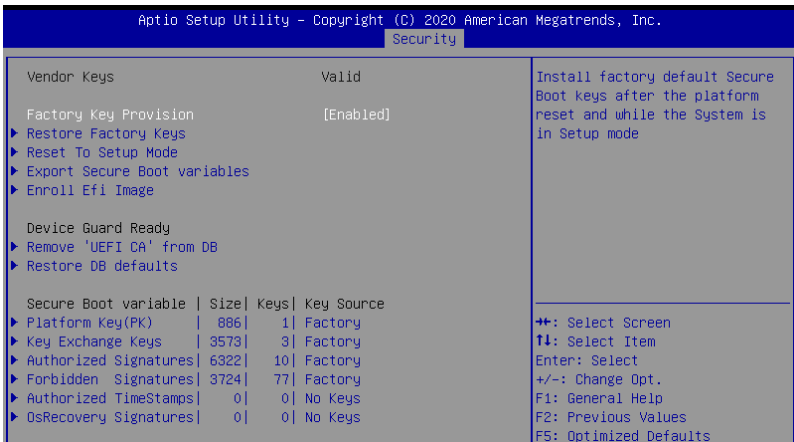 Aptio Setup Utility – Copyright (C) 2020 American Megatrends, Inc.
Security
Vendor Keys Valid
Factory Key Provision [Enabled]
▶ Restore Factory Keys
▶ Reset To Setup Mode
▶ Export Secure Boot variables
▶ Enroll Efi Image
Device Guard Ready
▶ Remove 'UEFI CA' from DB
▶ Restore DB defaults
Secure Boot variable | Size| Keys| Key Source
▶ Platform Key(PK) | 886| 1| Factory
▶ Key Exchange Keys | 3573| 3| Factory
▶ Authorized Signatures| 6322| 10| Factory
▶ Forbidden Signatures| 3724| 77| Factory
▶ Authorized TimeStamps| 0| 0| No Keys
▶ OsRecovery Signatures| 0| 0| No Keys
Install factory default Secure
Boot keys after the platform
reset and while the System is
in Setup mode
→←: Select Screen
↑↓: Select Item
Enter: Select
+/-: Change Opt.
F1: General Help
F2: Previous Values
F5: Optimized Defaults